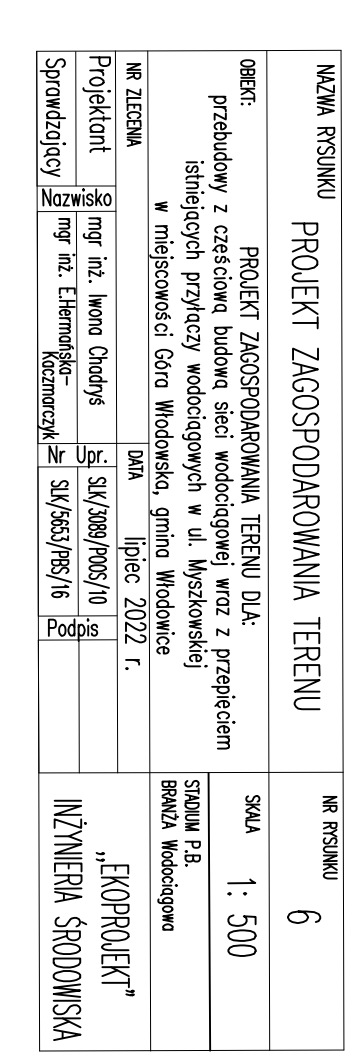 NAZWA RYSUNKU
PROJEKT ZAGOSPODAROWANIA TERENU
NR RYSUNKU
6
OBIEKT:
PROJEKT ZAGOSPODAROWANIA TERENU DLA:
przebudowy z częściową budową sieci wodociągowej wraz z przepięciem
istniejących przyłączy wodociągowych w ul. Myszkowskiej
w miejscowości Góra Włodowska, gmina Włodowice
SKALA
1: 500
STADIUM P.B.
BRANŻA Wodociągowa
NR ZLECENIA
DATA
lipiec 2022 r.
Projektant
Sprawdzający
Nazwisko
mgr inż. Iwona Chadryś
mgr inż. E.Hermańska-
Kaczmarczyk
Nr Upr.
SLK/3089/POOS/10
SLK/5653/PBS/16
Podpis
„EKOPROJEKT"
INŻYNIERIA ŚRODOWISKA